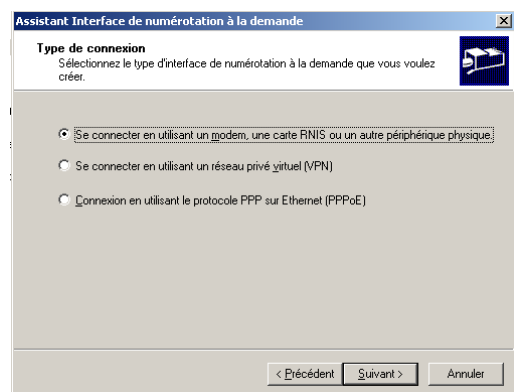 Assistant Interface de numérotation à la demande
Type de connexion
Sélectionnez le type d'interface de numérotation à la demande que vous voulez
créer.
Se connecter en utilisant un modem, une carte RNIS ou un autre périphérique physique.
Se connecter en utilisant un réseau privé virtuel (VPN)
Connexion en utilisant le protocole PPP sur Ethernet (PPPoE)
< Précédent
Suivant >
Annuler